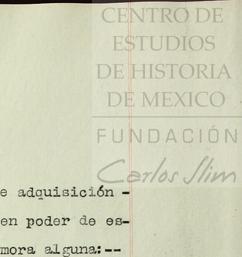 CENTRO DE
ESTUDIOS
DE HISTORIA
DE MEXICO
FUNDACIÓN
Carlos Slim
e adquisición -
en poder de es-
mora alguna:--